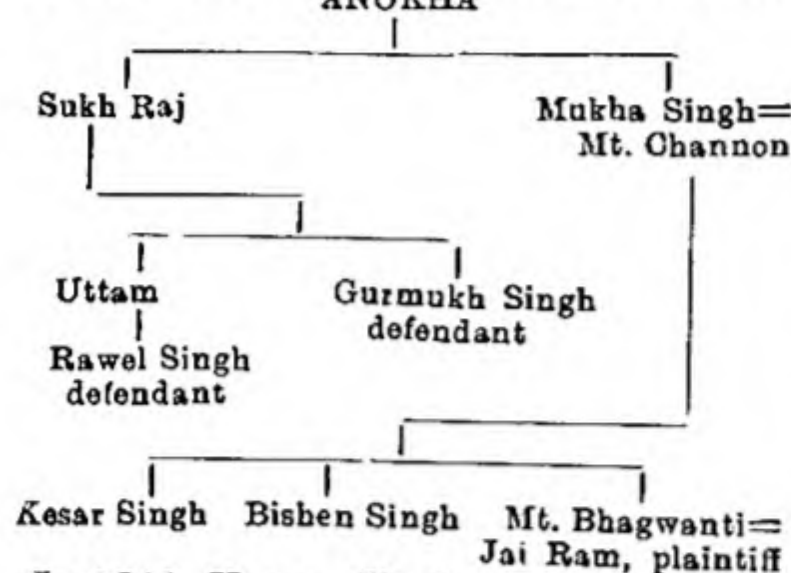 ANOKHA
Sukh Raj
Mukha Singh=
Mt. Channon
Uttam
Gurmukh Singh
defendant
Rawel Singh
defendant
Kesar Singh Bishen Singh Mt. Bhagwanti=
Jai Ram, plaintiff